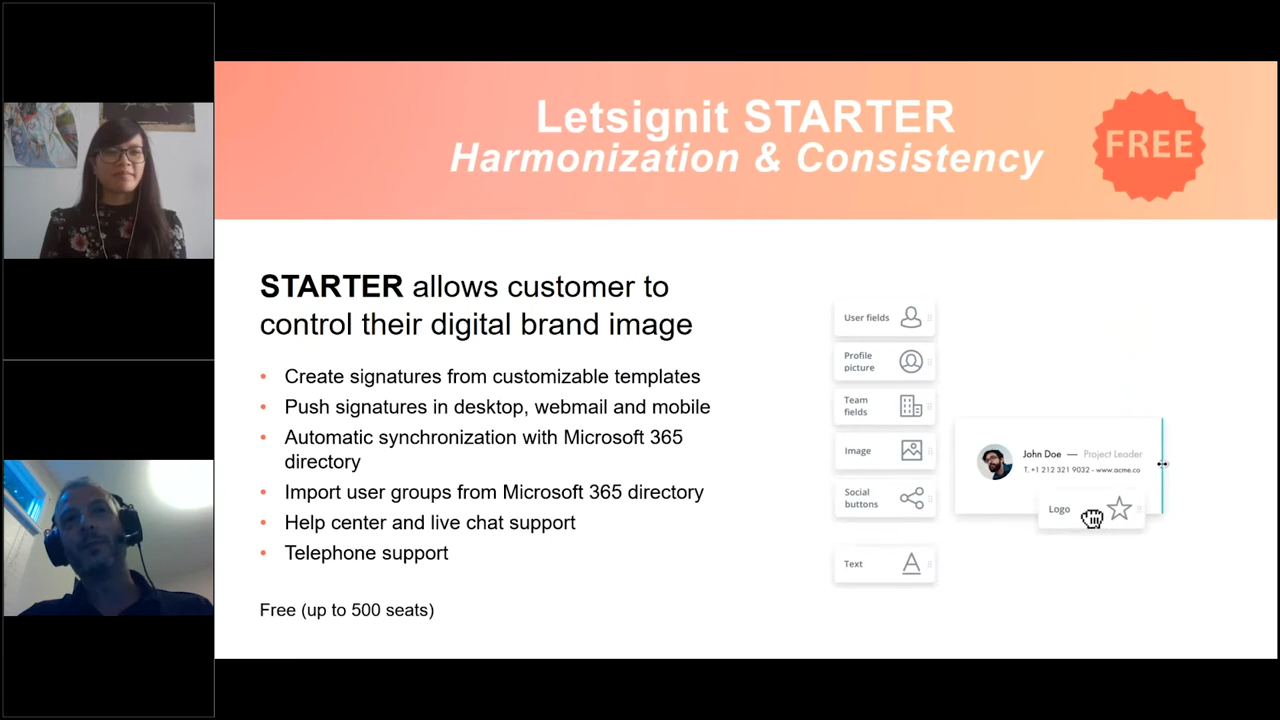 Letsignit STARTER
Harmonization & Consistency
FREE
STARTER allows customer to
control their digital brand image
• Create signatures from customizable templates
• Push signatures in desktop, webmail and mobile
• Automatic synchronization with Microsoft 365
directory
• Import user groups from Microsoft 365 directory
• Help center and live chat support
• Telephone support
Free (up to 500 seats)
User fields
Profile
picture
Team
fields
Image
Social
buttons
Text
John Doe — Project Leader
T. +1 212 321 9032 - www.acme.co
Logo